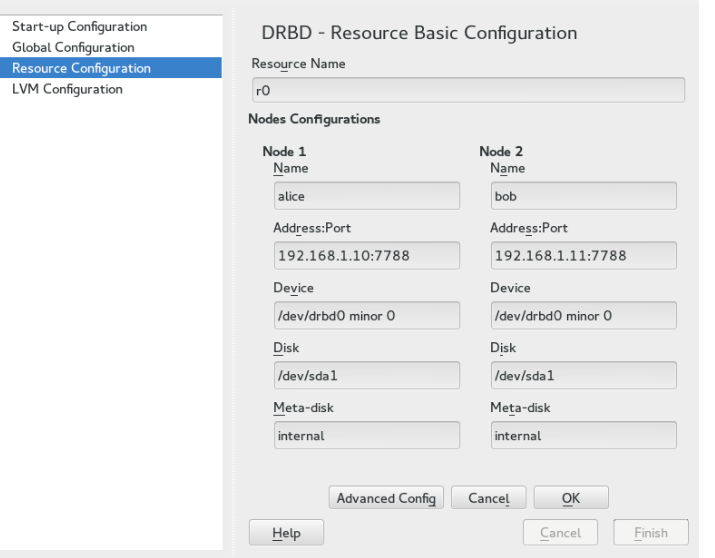 Start-up Configuration
Global Configuration
Resource Configuration
LVM Configuration
DRBD - Resource Basic Configuration
Resource Name
r0
Nodes Configurations
Node 1 Node 2
Name Name
alice bob
Address:Port Address:Port
192.168.1.10:7788 192.168.1.11:7788
Device Device
/dev/drbd0 minor 0 /dev/drbd0 minor 0
Disk Disk
/dev/sda1 /dev/sda1
Meta-disk Meta-disk
internal internal
Advanced Config Cancel OK
Help Cancel Finish